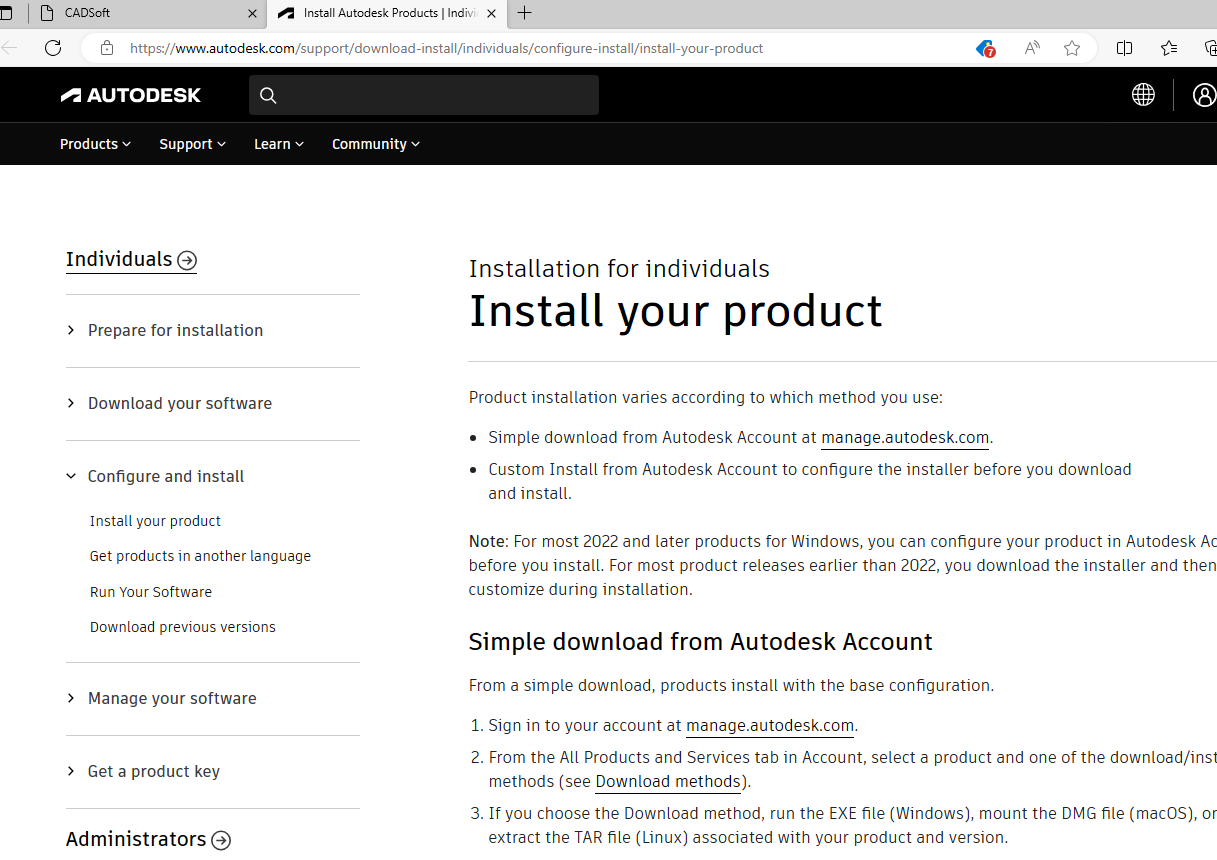 CADSoft
Install Autodesk Products | Indivi
https://www.autodesk.com/support/download-install/individuals/configure-install/install-your-product
7
AUTODESK
Products
Support
Learn
Community
Individuals
Prepare for installation
Download your software
Configure and install
Install your product
Get products in another language
Run Your Software
Download previous versions
Manage your software
Get a product key
Administrators
Installation for individuals
Install your product
Product installation varies according to which method you use:
Simple download from Autodesk Account at manage.autodesk.com.
Custom Install from Autodesk Account to configure the installer before you download
and install.
Note: For most 2022 and later products for Windows, you can configure your product in Autodesk Ac
before you install. For most product releases earlier than 2022, you download the installer and then
customize during installation.
Simple download from Autodesk Account
From a simple download, products install with the base configuration.
1. Sign in to your account at manage.autodesk.com.
2. From the All Products and Services tab in Account, select a product and one of the download/inst
methods (see Download methods).
3. If you choose the Download method, run the EXE file (Windows), mount the DMG file (macOS), or
extract the TAR file (Linux) associated with your product and version.